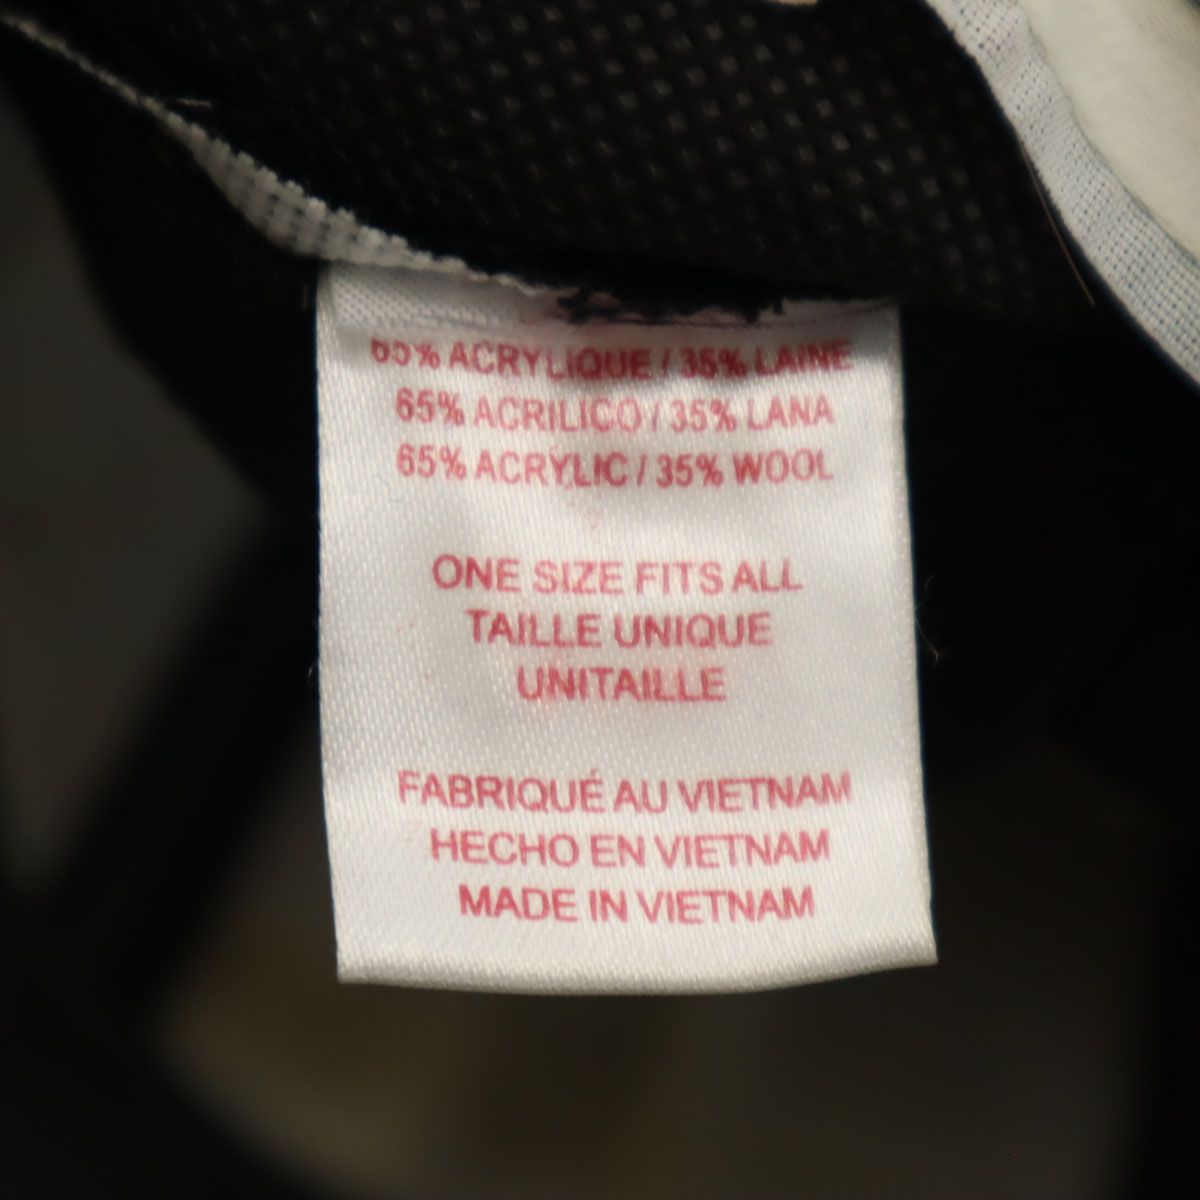 65% ACRYLIQUE / 35% LAINE
65% ACRILICO / 35% LANA
65% ACRYLIC / 35% WOOL
ONE SIZE FITS ALL
TAILLE UNIQUE
UNITAILLE
FABRIQUÉ AU VIETNAM
HECHO EN VIETNAM
MADE IN VIETNAM